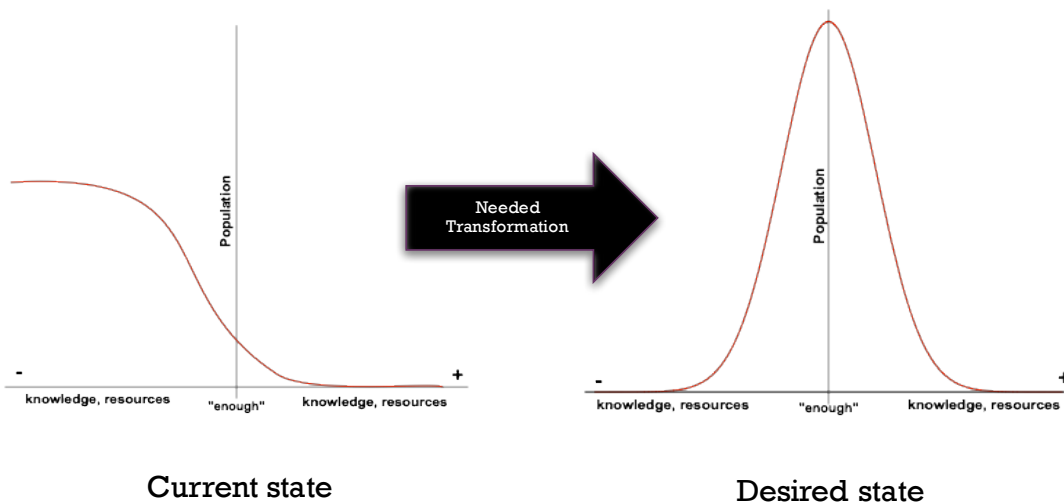 Population
-
+
knowledge, resources
"enough"
knowledge, resources
Current state
Needed
Transformation
Population
-
+
knowledge, resources
"enough"
knowledge, resources
Desired state